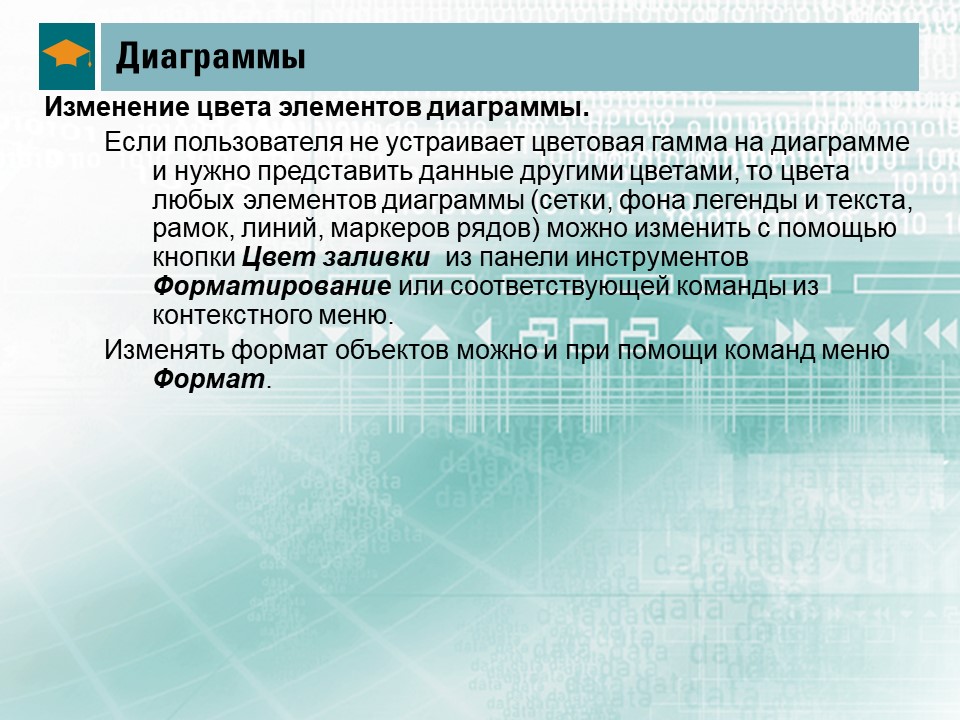 Диаграммы
Изменение цвета элементов диаграммы.
Если пользователя не устраивает цветовая гамма на диаграмме
и нужно представить данные другими цветами, то цвета
любых элементов диаграммы (сетки, фона легенды и текста,
рамок, линий, маркеров рядов) можно изменить с помощью
кнопки Цвет заливки из панели инструментов
Форматирование или соответствующей команды из
контекстного меню.
Изменять формат объектов можно и при помощи команд меню
Формат.